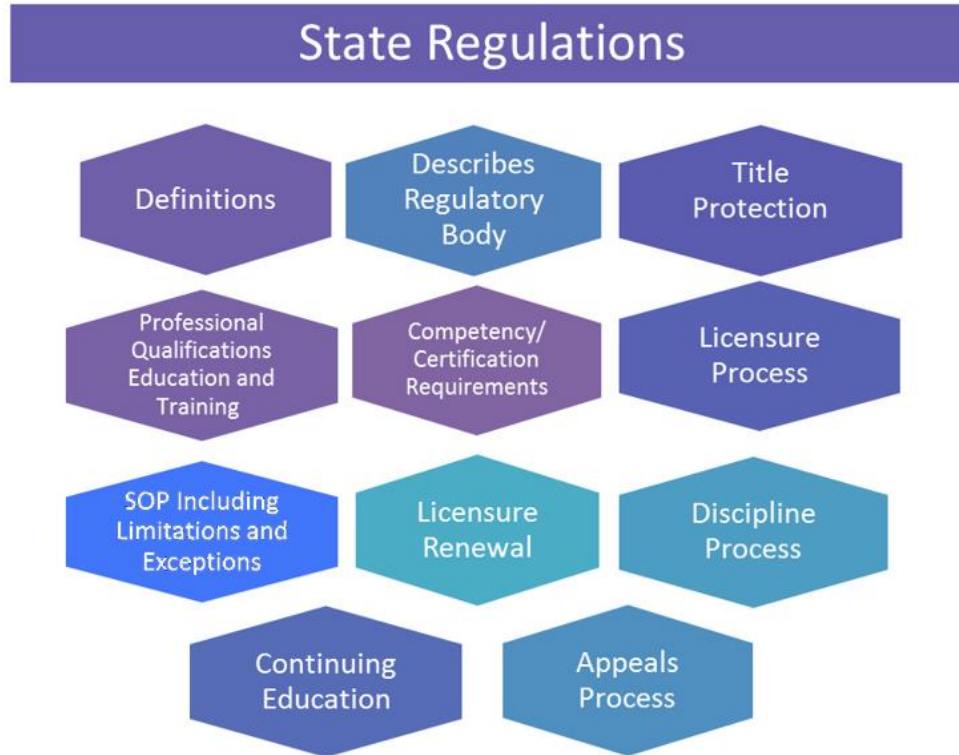 State Regulations
Definitions
Describes
Regulatory
Body
Title
Protection
Professional
Qualifications
Education and
Training
Competency/
Certification
Requirements
Licensure
Process
SOP Including
Limitations and
Exceptions
Licensure
Renewal
Discipline
Process
Continuing
Education
Appeals
Process